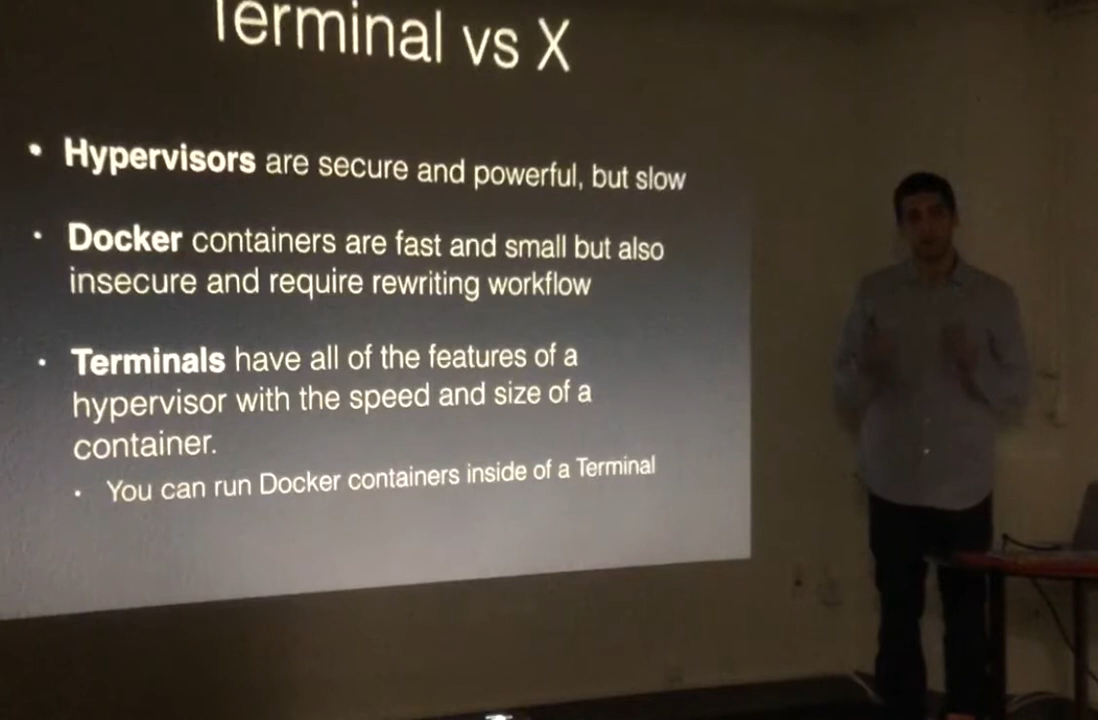 Terminal vs X
• Hypervisors are secure and powerful, but slow
• Docker containers are fast and small but also
insecure and require rewriting workflow
• Terminals have all of the features of a
hypervisor with the speed and size of a
container.
• You can run Docker containers inside of a Terminal